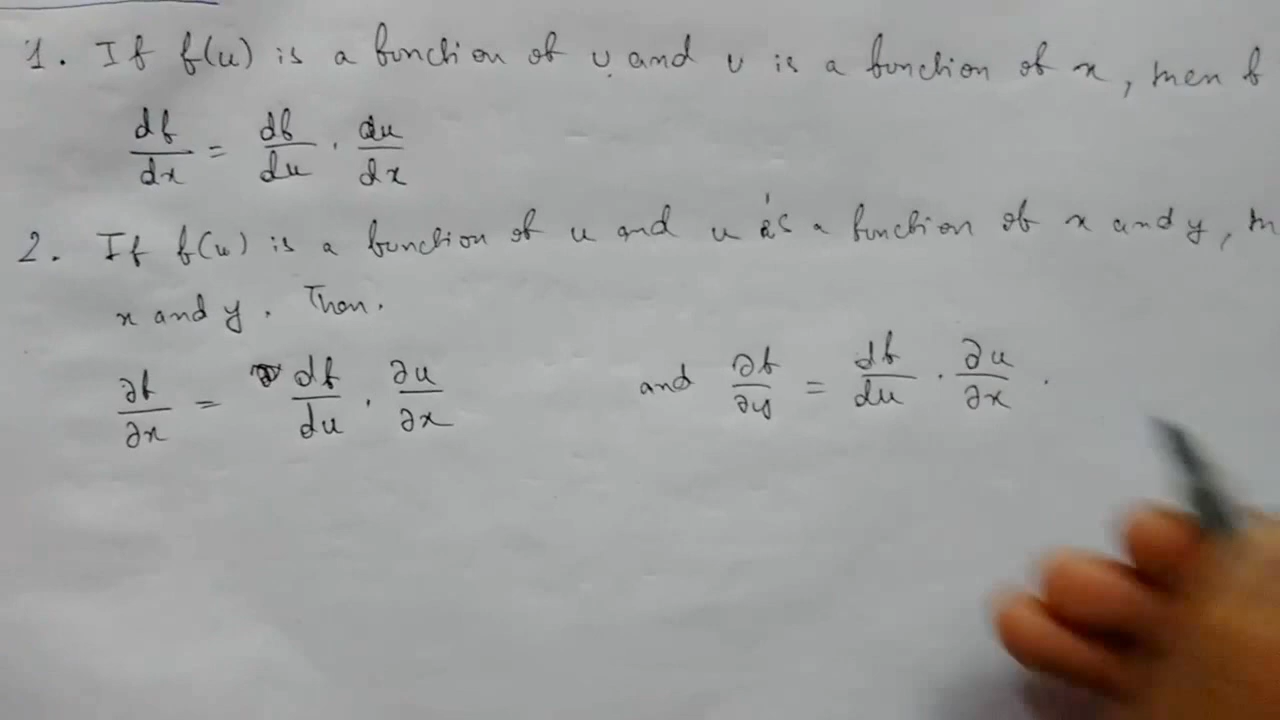 1. If f(u) is a function of u and u is a function of x, then f
df/dx = df/du · du/dx
2. If f(u) is a function of u and u is a function of x and y,
x and y. Then.
∂f/∂x = df/du · ∂u/∂x and ∂f/∂y = df/du · ∂u/∂x .